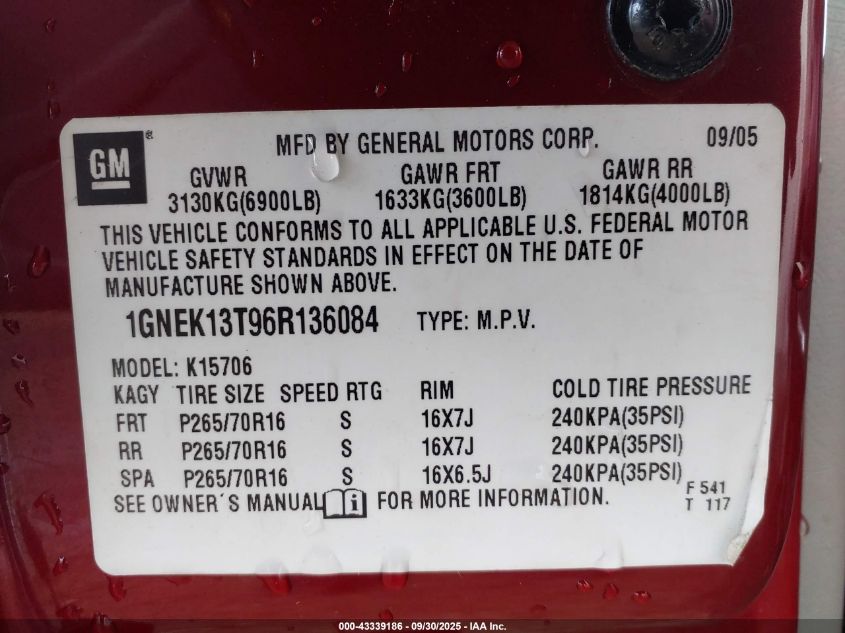 GM ® MFD BY GENERAL MOTORS CORP. 09/05
GVWR GAWR FRT GAWR RR
3130KG(6900LB) 1633KG(3600LB) 1814KG(4000LB)
THIS VEHICLE CONFORMS TO ALL APPLICABLE U.S. FEDERAL MOTOR
VEHICLE SAFETY STANDARDS IN EFFECT ON THE DATE OF
MANUFACTURE SHOWN ABOVE.
1GNEK13T96R136084 TYPE: M.P.V.
MODEL: K15706
KAGY TIRE SIZE SPEED RTG RIM COLD TIRE PRESSURE
FRT P265/70R16 S 16X7J 240KPA(35PSI)
RR P265/70R16 S 16X7J 240KPA(35PSI)
SPA P265/70R16 S 16X6.5J 240KPA(35PSI)
SEE OWNER´S MANUAL i FOR MORE INFORMATION.
F 541
T 117
000-43339186 - 09/30/2025 - IAA Inc.